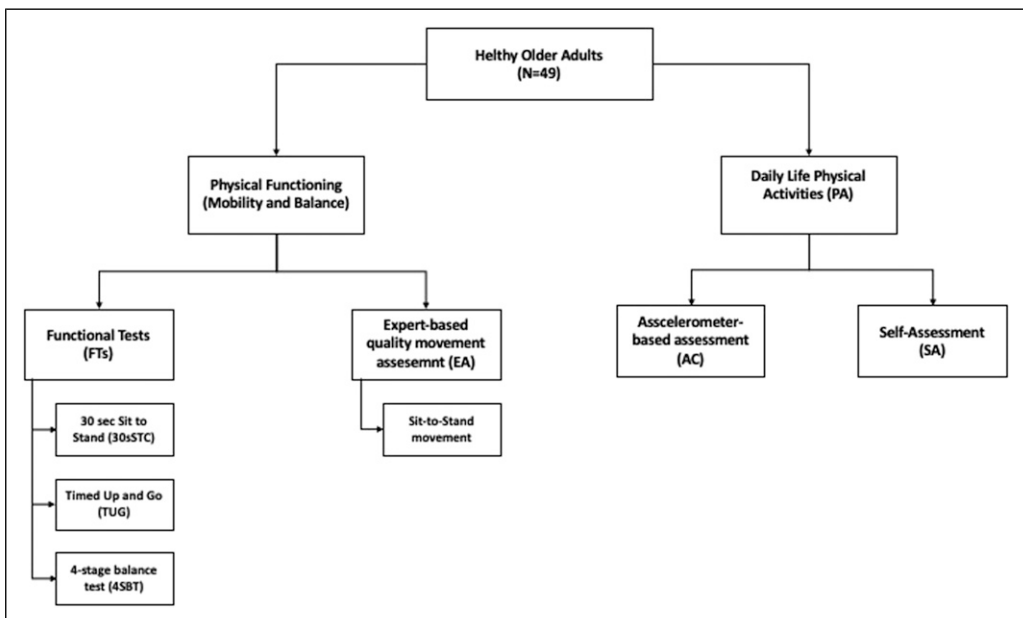 Helthy Older Adults
(N=49)
Physical Functioning
(Mobility and Balance)
Daily Life Physical
Activities (PA)
Functional Tests
(FTs)
Expert-based
quality movement
assesemnt (EA)
Asscelerometer-
based assessment
(AC)
Self-Assessment
(SA)
30 sec Sit to
Stand (30sSTC)
Sit-to-Stand
movement
Timed Up and Go
(TUG)
4-stage balance
test (4SBT)